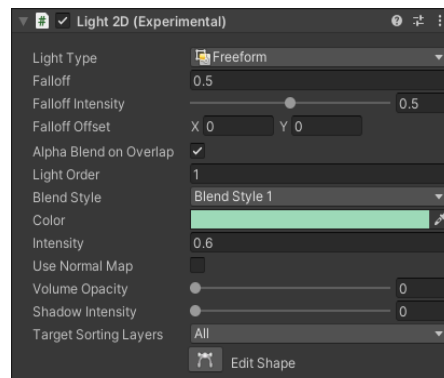 Light 2D (Experimental)
Light Type Freeform
Falloff 0.5
Falloff Intensity 0.5
Falloff Offset X 0 Y 0
Alpha Blend on Overlap
Light Order 1
Blend Style Blend Style 1
Color
Intensity 0.6
Use Normal Map
Volume Opacity 0
Shadow Intensity 0
Target Sorting Layers All
Edit Shape